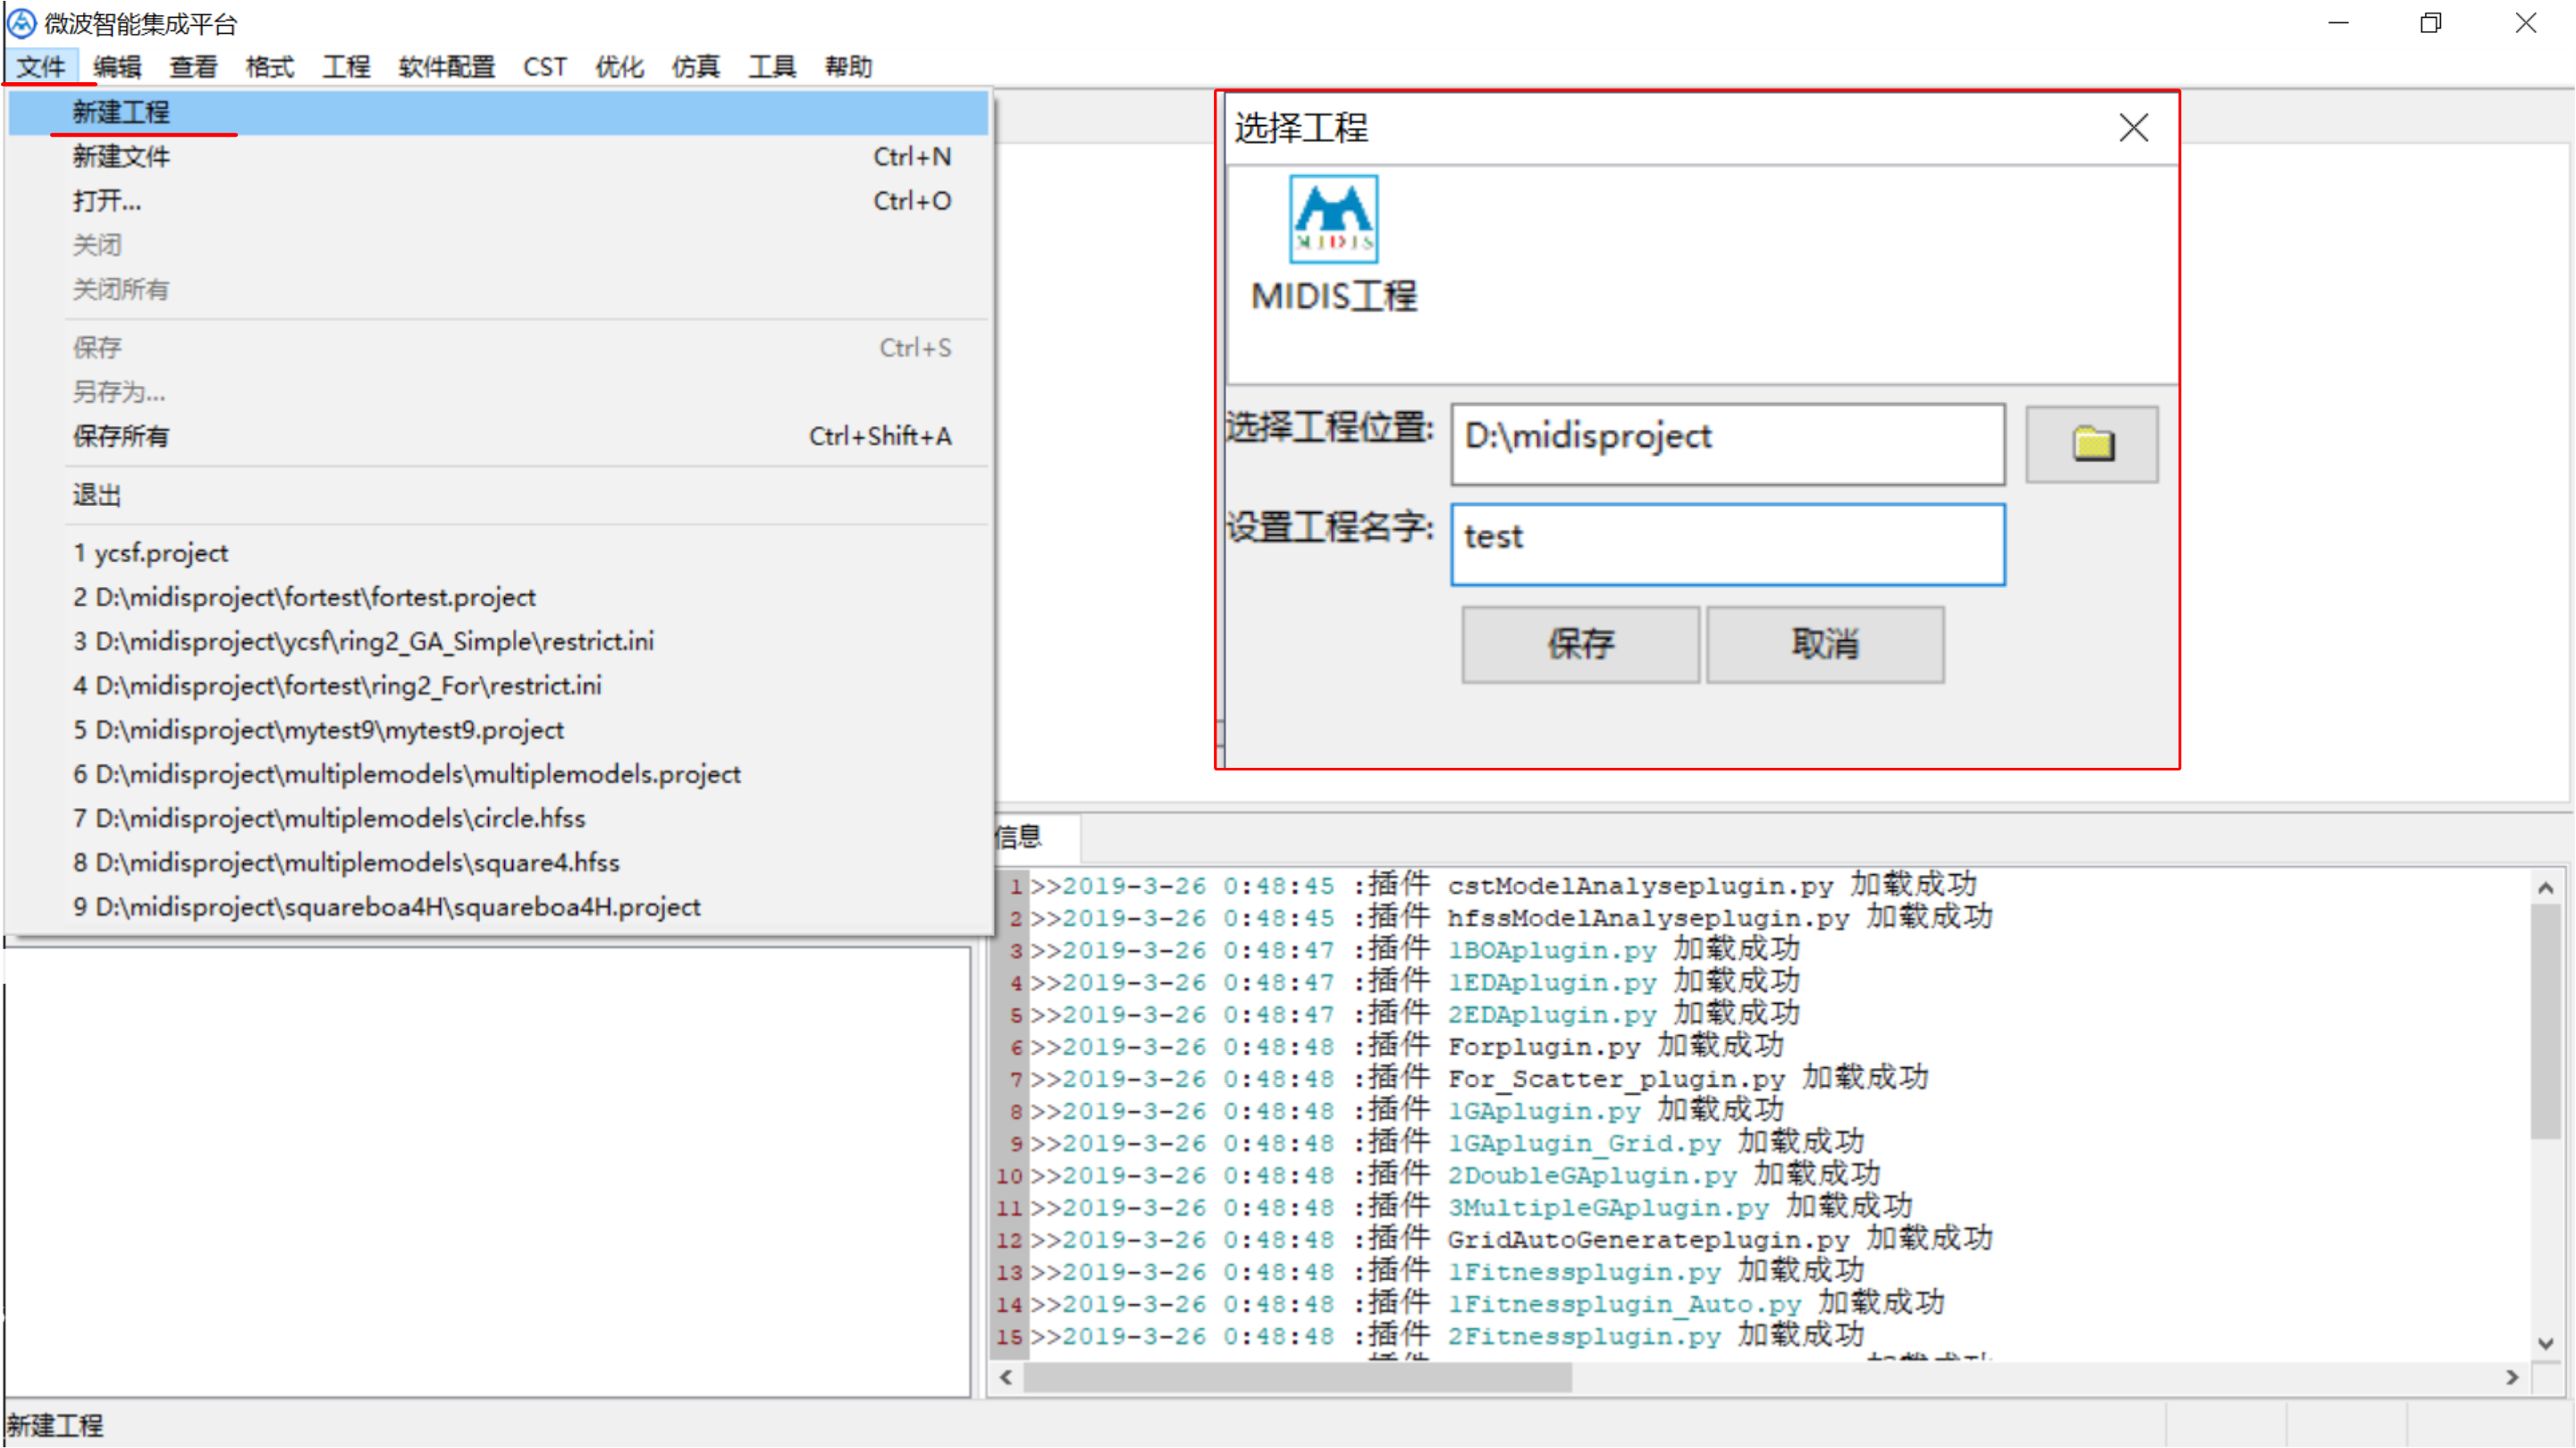 微波智能集成平台
文件 编辑 查看 格式 工程 软件配置 CST 优化 仿真 工具 帮助
新建工程
新建文件 Ctrl+N
打开... Ctrl+O
关闭
关闭所有
保存 Ctrl+S
另存为...
保存所有 Ctrl+Shift+A
退出
1 ycsf.project
2 D:\midisproject\fortest\fortest.project
3 D:\midisproject\ycsf\ring2_GA_Simple\restrict.ini
4 D:\midisproject\fortest\ring2_For\restrict.ini
5 D:\midisproject\mytest9\mytest9.project
6 D:\midisproject\multiplemodels\multiplemodels.project
7 D:\midisproject\multiplemodels\circle.hfss
8 D:\midisproject\multiplemodels\square4.hfss
9 D:\midisproject\squareboa4H\squareboa4H.project
选择工程
MIDIS
MIDIS工程
选择工程位置: D:\midisproject
设置工程名字: test
保存 取消
信息
1 >>2019-3-26 0:48:45 :插件 cstModelAnalyseplugin.py 加载成功
2 >>2019-3-26 0:48:45 :插件 hfssModelAnalyseplugin.py 加载成功
3 >>2019-3-26 0:48:47 :插件 1BOAplugin.py 加载成功
4 >>2019-3-26 0:48:47 :插件 1EDAplugin.py 加载成功
5 >>2019-3-26 0:48:47 :插件 2EDAplugin.py 加载成功
6 >>2019-3-26 0:48:48 :插件 Forplugin.py 加载成功
7 >>2019-3-26 0:48:48 :插件 For_Scatter_plugin.py 加载成功
8 >>2019-3-26 0:48:48 :插件 1GAplugin.py 加载成功
9 >>2019-3-26 0:48:48 :插件 1GAplugin_Grid.py 加载成功
10 >>2019-3-26 0:48:48 :插件 2DoubleGAplugin.py 加载成功
11 >>2019-3-26 0:48:48 :插件 3MultipleGAplugin.py 加载成功
12 >>2019-3-26 0:48:48 :插件 GridAutoGenerateplugin.py 加载成功
13 >>2019-3-26 0:48:48 :插件 1Fitnessplugin.py 加载成功
14 >>2019-3-26 0:48:48 :插件 1Fitnessplugin_Auto.py 加载成功
15 >>2019-3-26 0:48:48 :插件 2Fitnessplugin.py 加载成功
新建工程